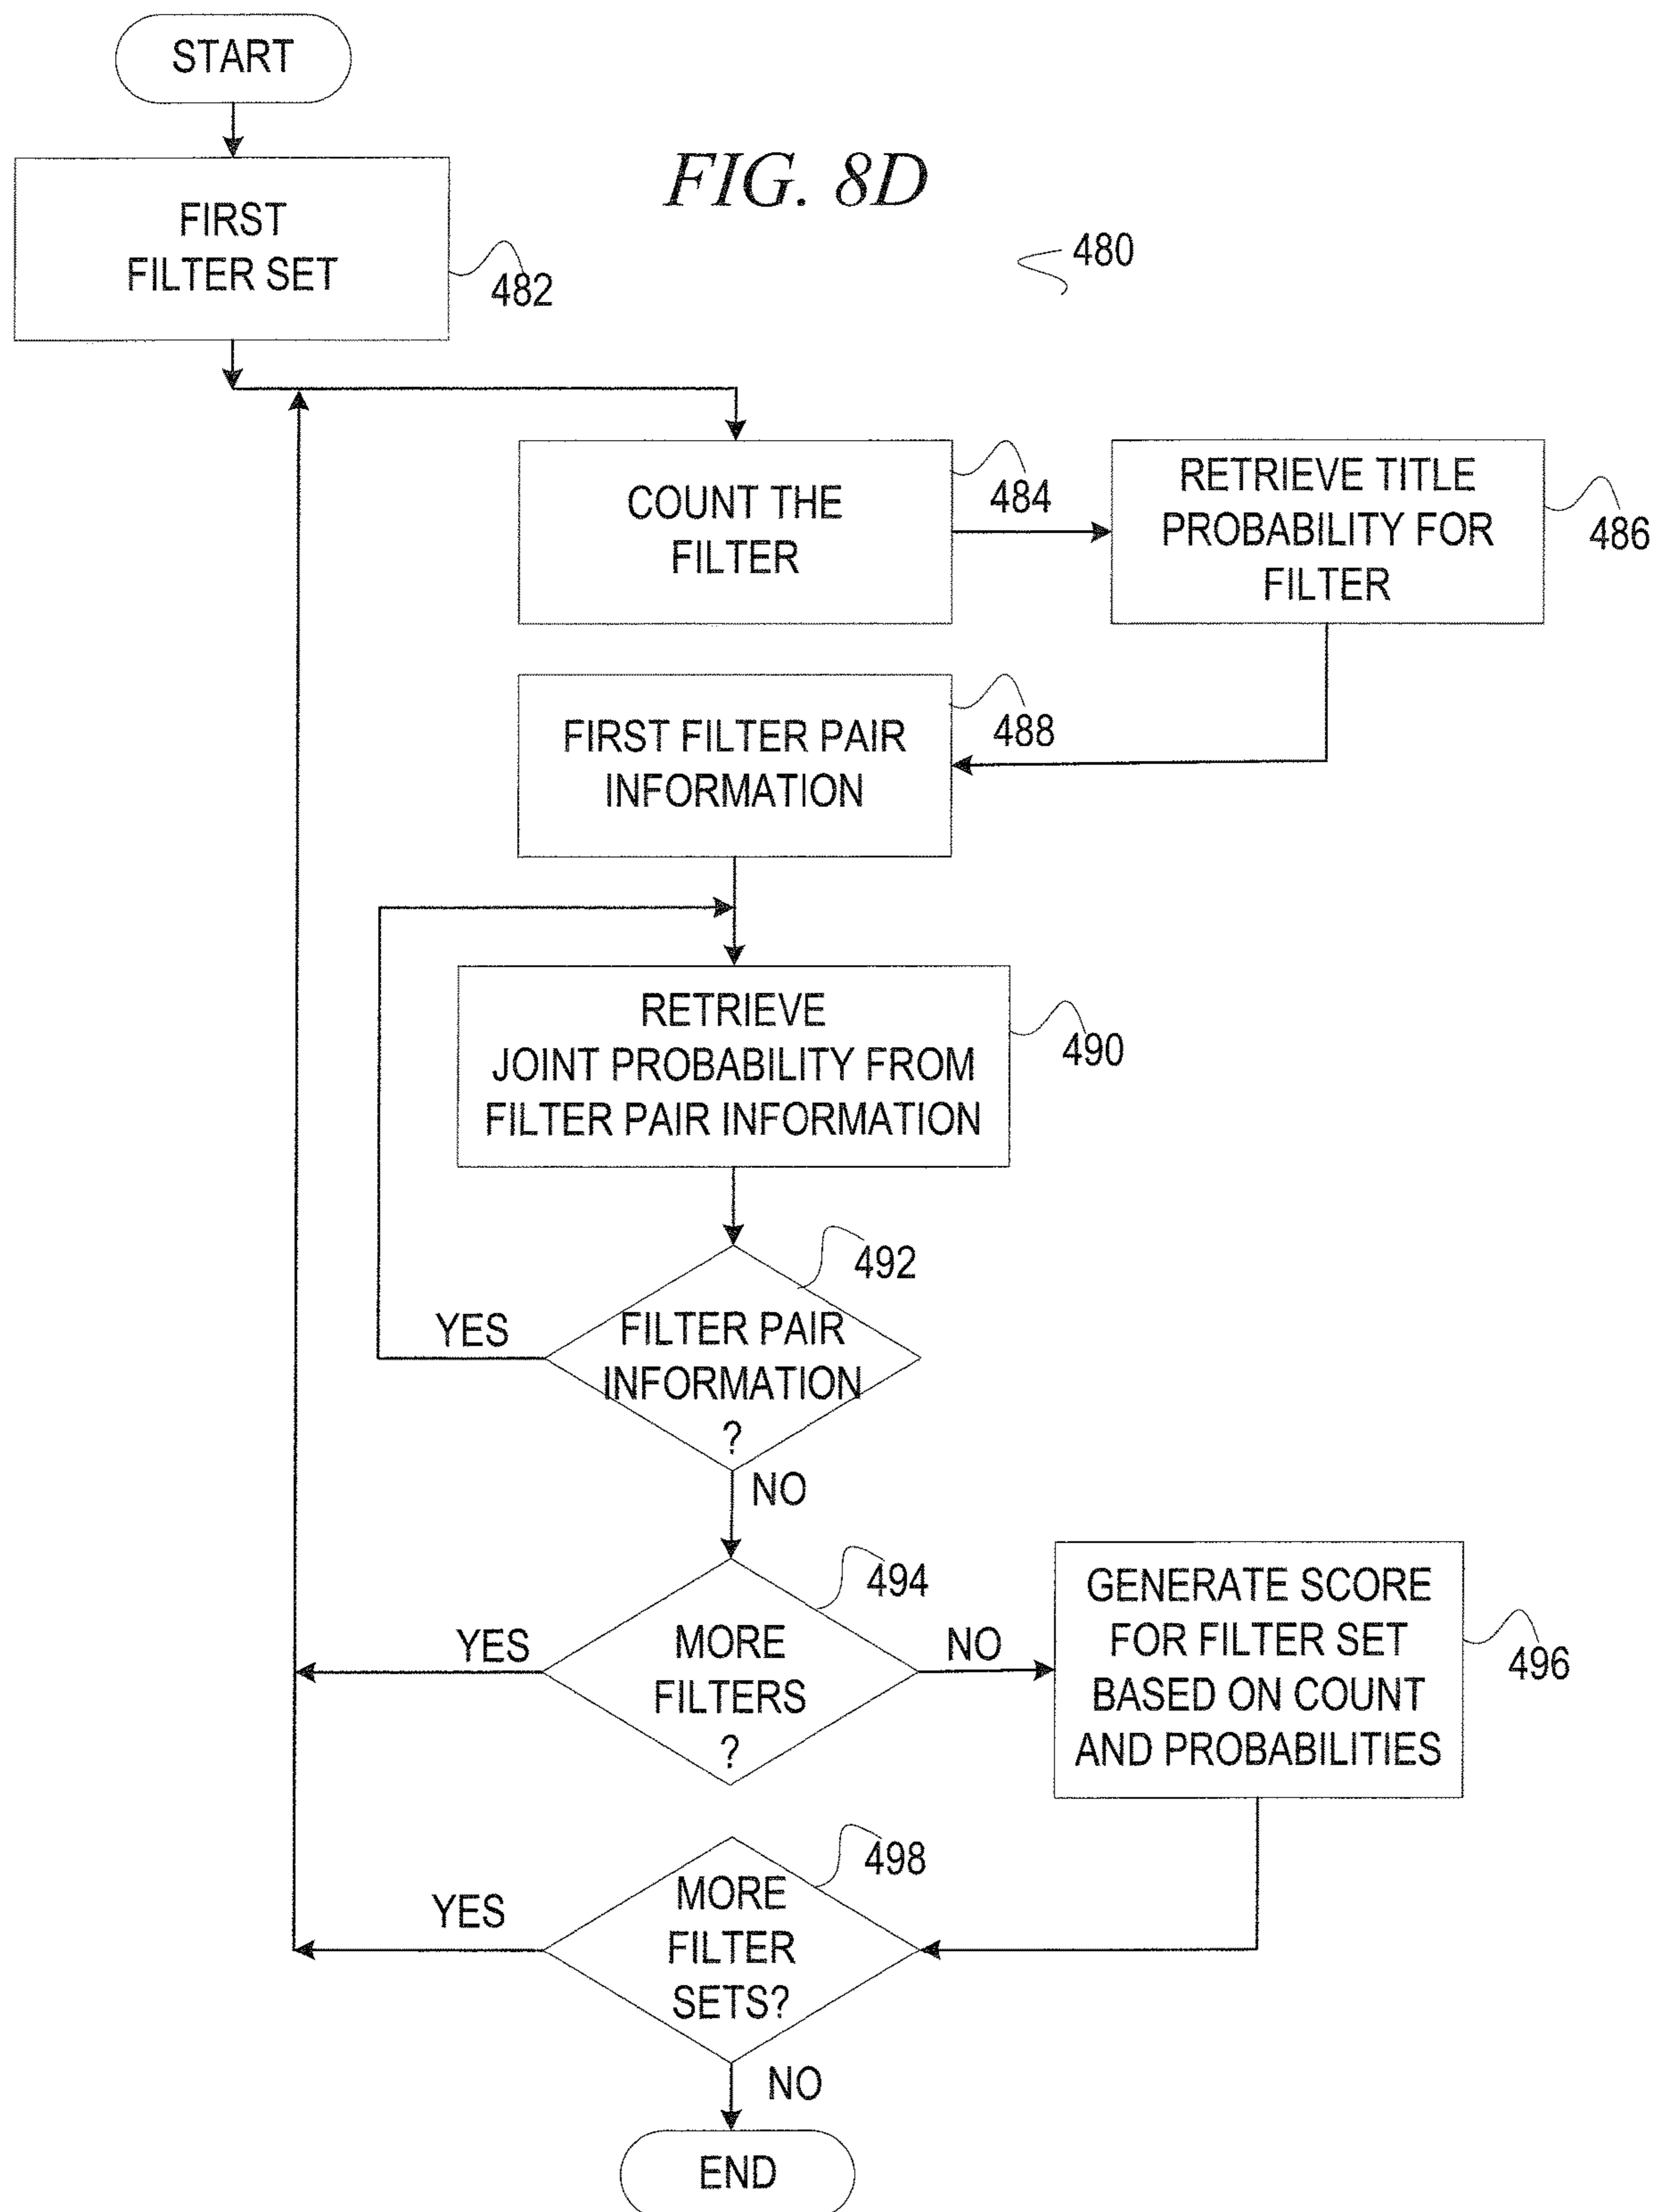 START
FIG. 8D
FIRST
FILTER SET
482
480
COUNT THE
FILTER
484
RETRIEVE TITLE
PROBABILITY FOR
FILTER
486
FIRST FILTER PAIR
INFORMATION
488
RETRIEVE
JOINT PROBABILITY FROM
FILTER PAIR INFORMATION
490
492
FILTER PAIR
INFORMATION
?
YES
NO
494
MORE
FILTERS
?
YES
NO
GENERATE SCORE
FOR FILTER SET
BASED ON COUNT
AND PROBABILITIES
496
498
MORE
FILTER
SETS?
YES
NO
END